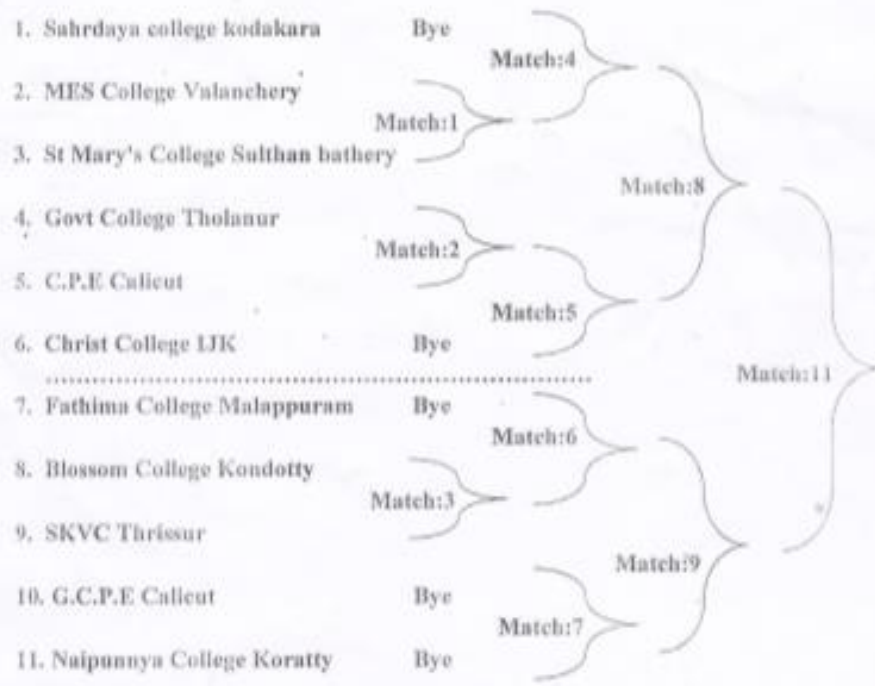 1. Sahrdaya college kodakara Bye
Match:4
2. MES College Valanchery
Match:1
3. St Mary's College Sulthan bathery
Match:8
4. Govt College Tholanur
Match:2
5. C.P.E Calicut
Match:5
6. Christ College IJK Bye
Match:11
7. Fathima College Malappuram Bye
Match:6
8. Blossom College Kondotty
Match:3
9. SKVC Thrissur
Match:9
10. G.C.P.E Calicut Bye
Match:7
11. Naipunnya College Koratty Bye